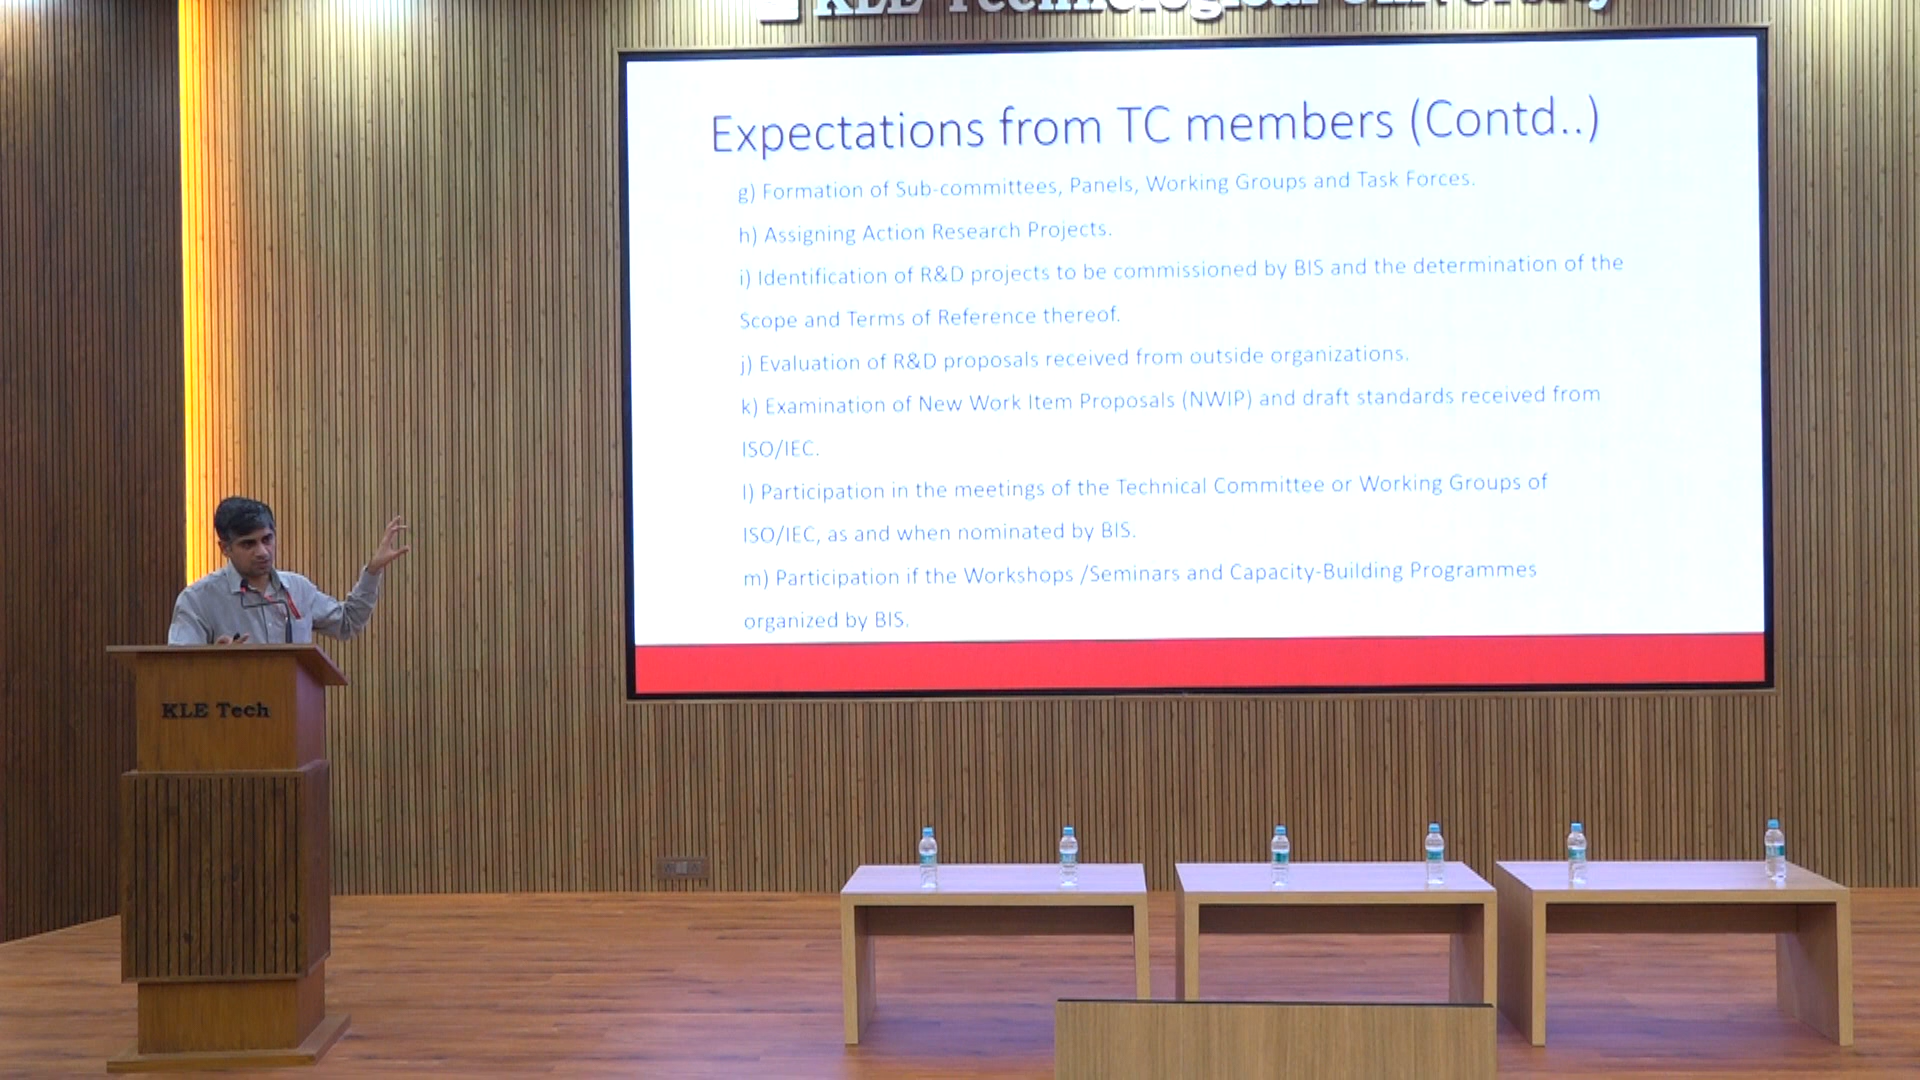 KLE Technological University
Expectations from TC members (Contd..)
g) Formation of Sub-committees, Panels, Working Groups and Task Forces.
h) Assigning Action Research Projects.
i) Identification of R&D projects to be commissioned by BIS and the determination of the
Scope and Terms of Reference thereof.
j) Evaluation of R&D proposals received from outside organizations.
k) Examination of New Work Item Proposals (NWIP) and draft standards received from
ISO/IEC.
l) Participation in the meetings of the Technical Committee or Working Groups of
ISO/IEC, as and when nominated by BIS.
m) Participation if the Workshops /Seminars and Capacity-Building Programmes
organized by BIS.
KLE Tech